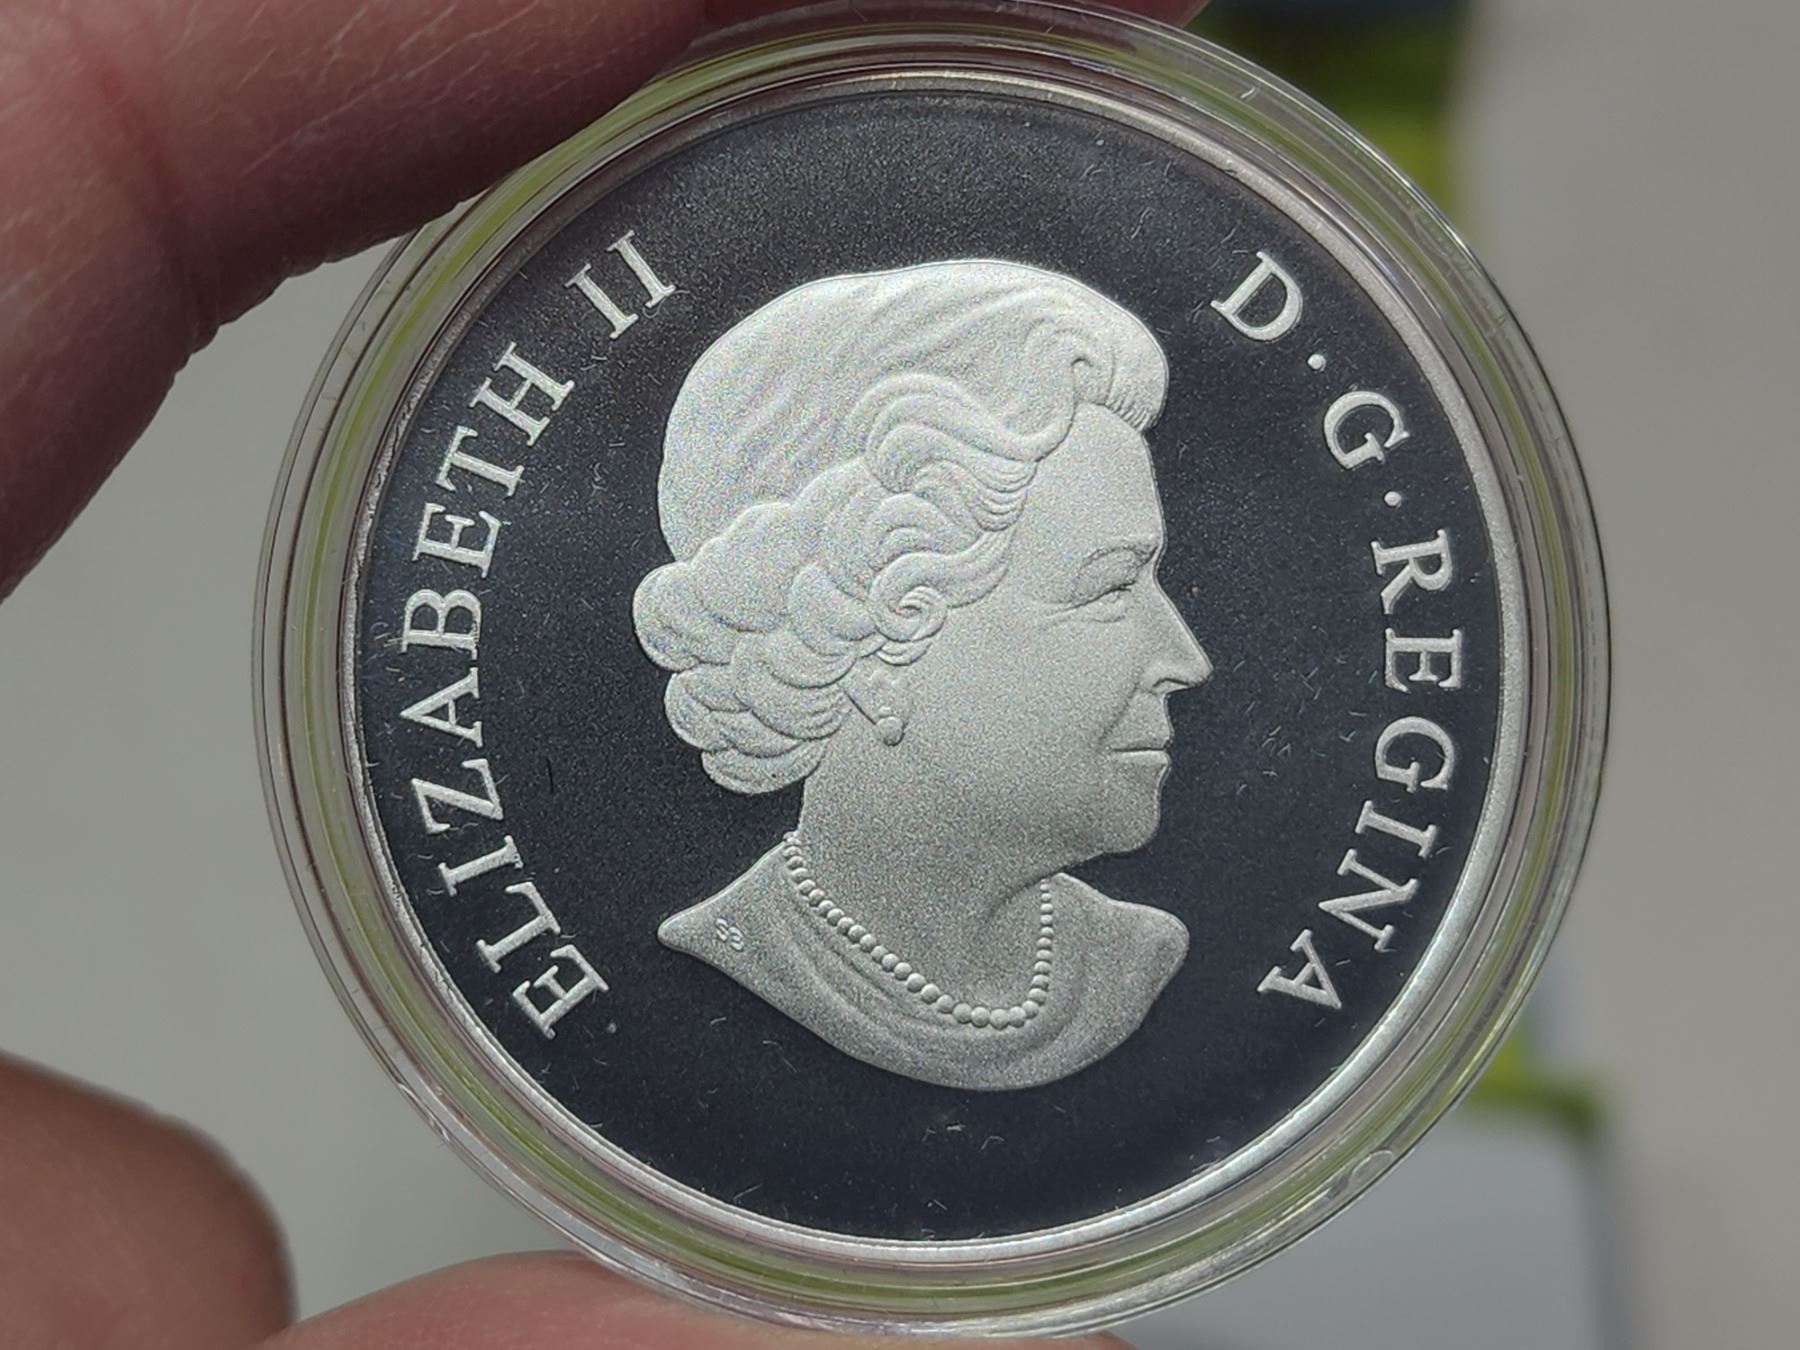 ELIZABETH II
D·G·REGINA
SB